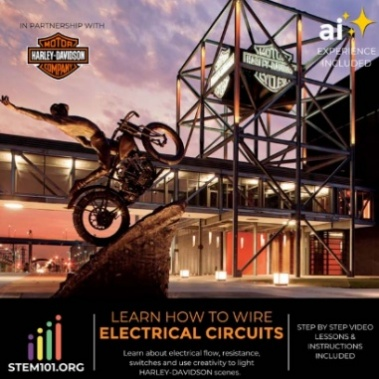 IN PARTNERSHIP WITH
MOTOR
HARLEY-DAVIDSON
COMPANY
ai
EXPERIENCE
INCLUDED
MOTOR
HARLEY-DAVIDSON
LEARN HOW TO WIRE
ELECTRICAL CIRCUITS
Learn about electrical flow, resistance,
switches and use creativity to light
HARLEY-DAVIDSON scenes.
STEP BY STEP VIDEO
LESSONS &
INSTRUCTIONS
INCLUDED
STEM101.ORG